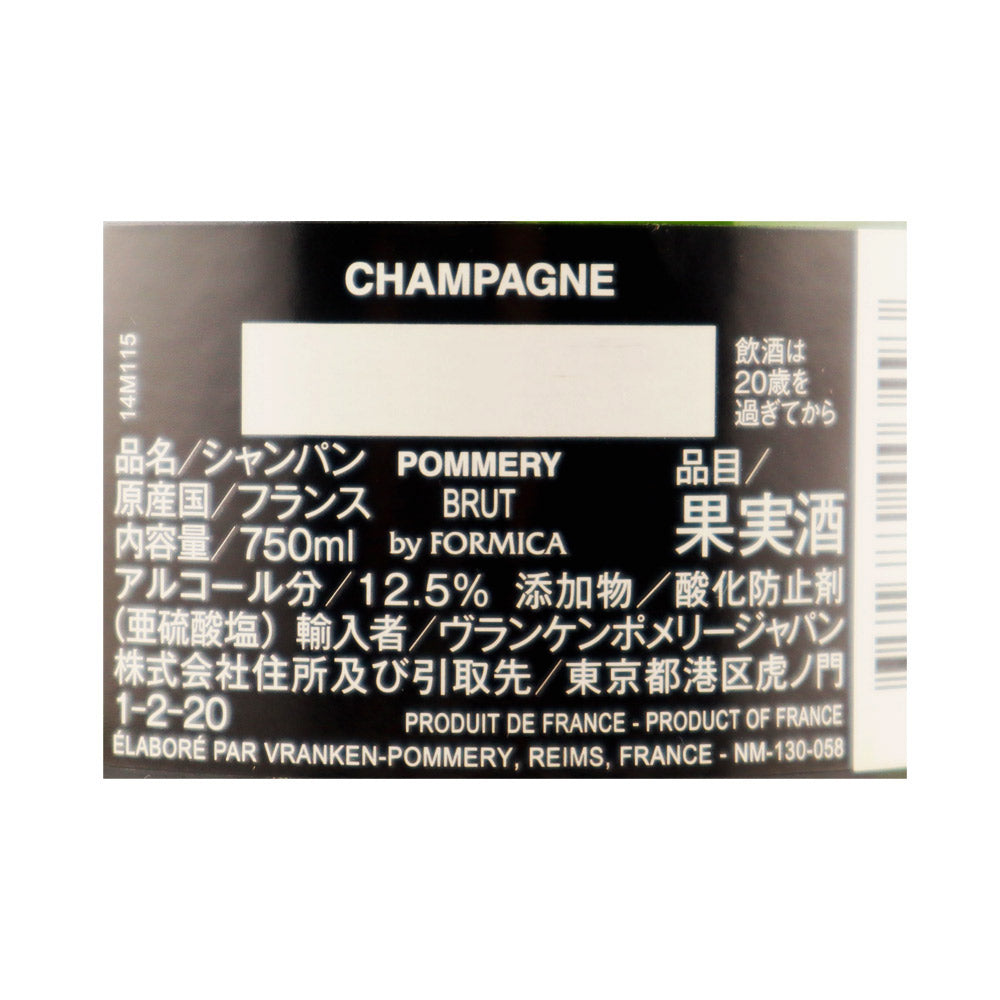 CHAMPAGNE
14M115
飲酒は
20歳を
過ぎてから
品名/シャンパン POMMERY 品目/
原産国/フランス BRUT 果実酒
内容量/750ml by FORMICA
アルコール分/12.5% 添加物/酸化防止剤
(亜硫酸塩) 輸入者/ヴランケンポメリージャパン
株式会社住所及び引取先/東京都港区虎ノ門
1-2-20 PRODUIT DE FRANCE - PRODUCT OF FRANCE
ÉLABORÉ PAR VRANKEN-POMMERY, REIMS, FRANCE - NM-130-058